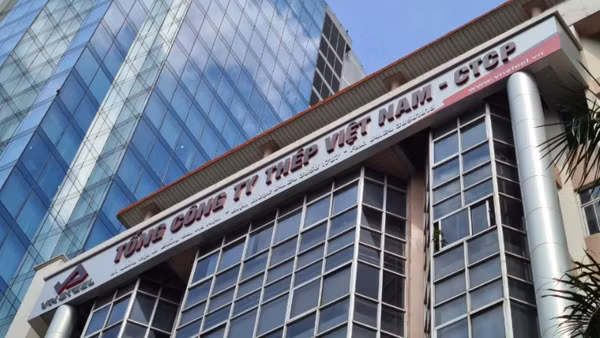 TỔNG CÔNG TY THÉP VIỆT NAM - CTCP
www.vnsteel.vn
VNSTEEL